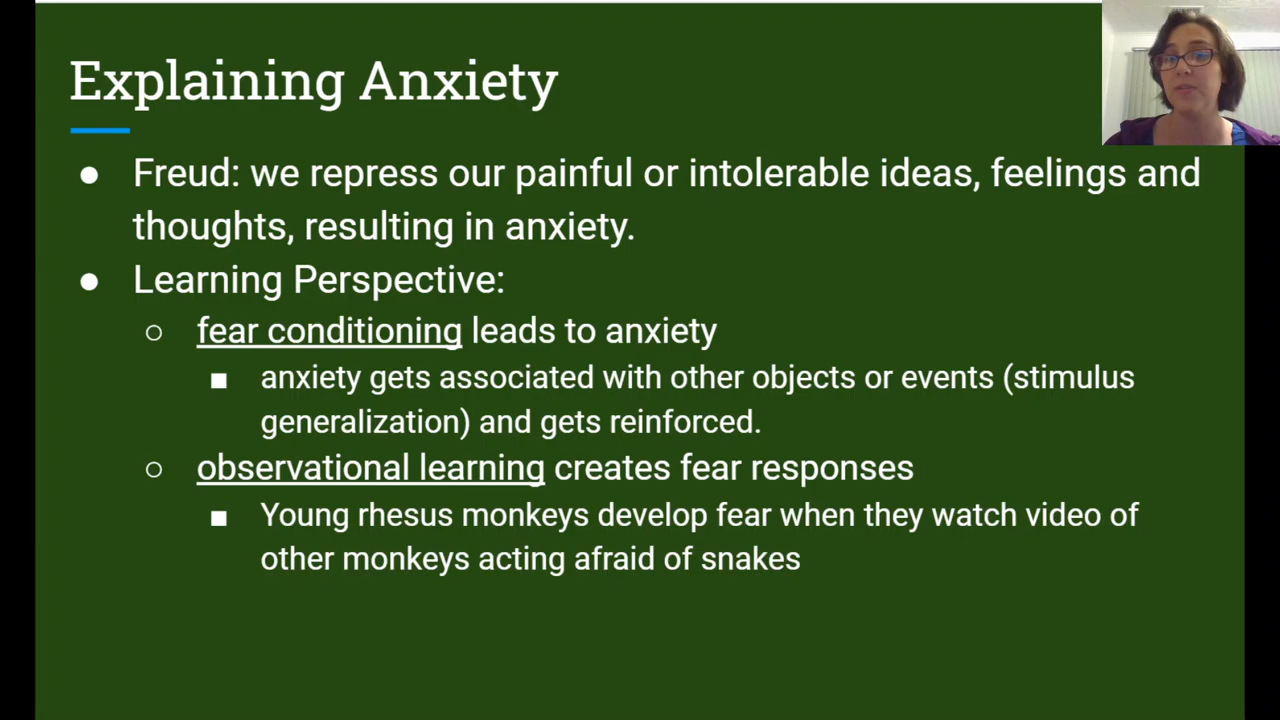 Explaining Anxiety
● Freud: we repress our painful or intolerable ideas, feelings and
thoughts, resulting in anxiety.
● Learning Perspective:
○ fear conditioning leads to anxiety
■ anxiety gets associated with other objects or events (stimulus
generalization) and gets reinforced.
○ observational learning creates fear responses
■ Young rhesus monkeys develop fear when they watch video of
other monkeys acting afraid of snakes